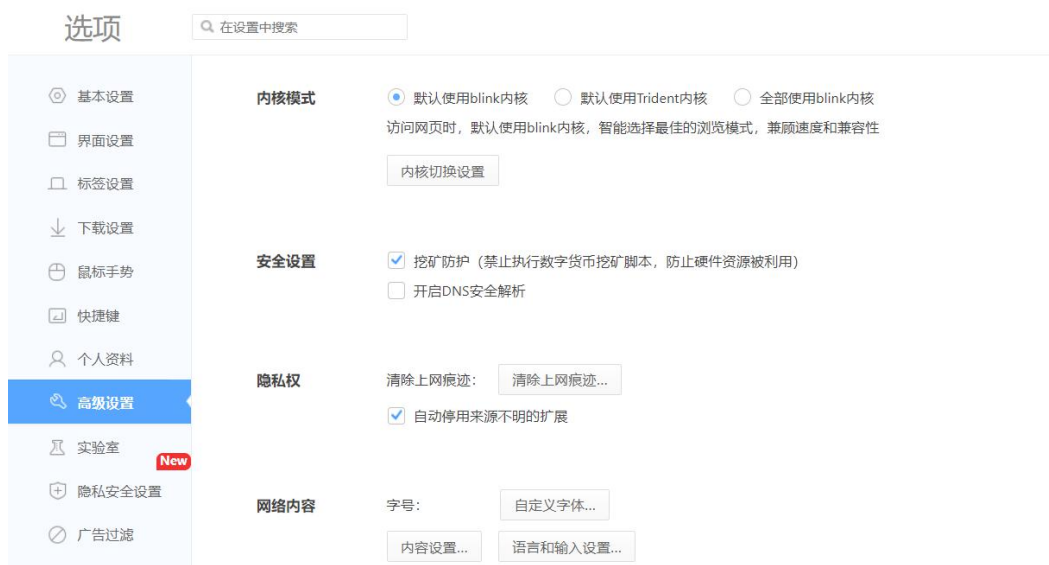 选项
在设置中搜索
基本设置
界面设置
标签设置
下载设置
鼠标手势
快捷键
个人资料
高级设置
实验室
New
隐私安全设置
广告过滤
内核模式
默认使用blink内核 默认使用Trident内核 全部使用blink内核
访问网页时，默认使用blink内核，智能选择最佳的浏览模式，兼顾速度和兼容性
内核切换设置
安全设置
挖矿防护（禁止执行数字货币挖矿脚本，防止硬件资源被利用）
开启DNS安全解析
隐私权
清除上网痕迹： 清除上网痕迹...
自动停用来源不明的扩展
网络内容
字号： 自定义字体...
内容设置... 语言和输入设置...